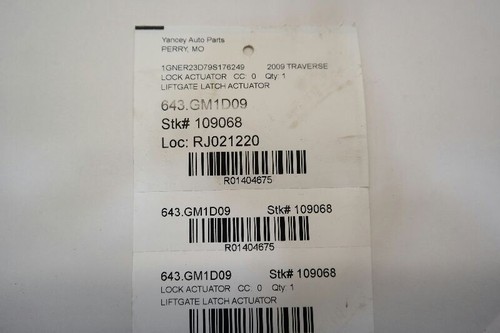 Yancey Auto Parts
PERRY, MO
1GNER23D79S176249 2009 TRAVERSE
LOCK ACTUATOR CC: 0 Qty: 1
LIFTGATE LATCH ACTUATOR
643.GM1D09
Stk# 109068
Loc: RJ021220
R01404675
643.GM1D09 Stk# 109068
R01404675
643.GM1D09 Stk# 109068
LOCK ACTUATOR CC: 0 Qty: 1
LIFTGATE LATCH ACTUATOR